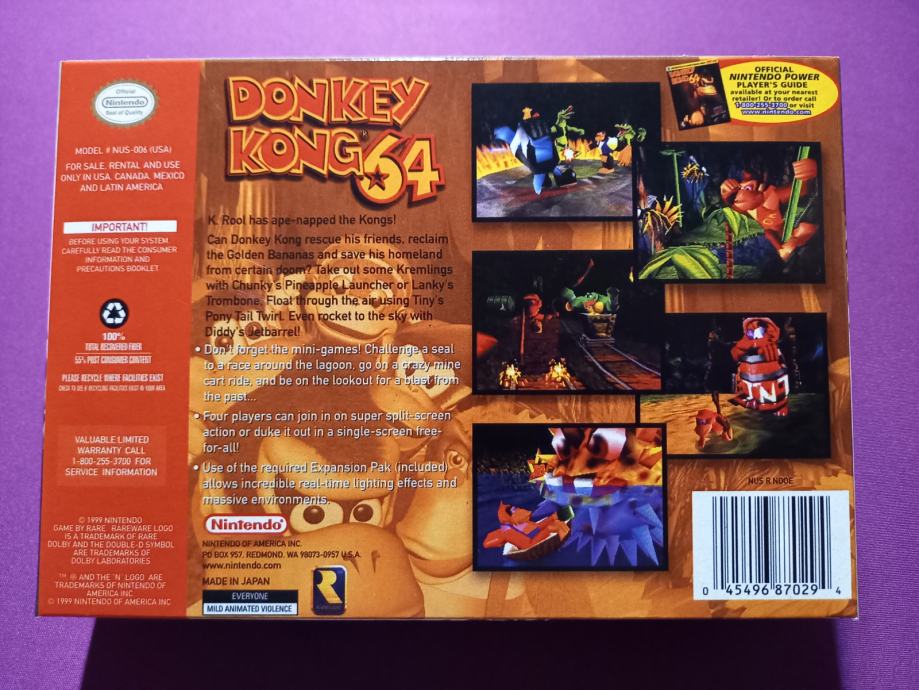 Official
Nintendo
Seal of Quality
MODEL # NUS-006 (USA)
FOR SALE, RENTAL AND USE
ONLY IN USA, CANADA, MEXICO
AND LATIN AMERICA
IMPORTANT!
BEFORE USING YOUR SYSTEM,
CAREFULLY READ THE CONSUMER
INFORMATION AND
PRECAUTIONS BOOKLET.
100%
TOTAL RECOVERED FIBER
55% POST CONSUMER CONTENT
PLEASE RECYCLE WHERE FACILITIES EXIST
VALUABLE LIMITED
WARRANTY CALL
1-800-255-3700 FOR
SERVICE INFORMATION
© 1999 NINTENDO
GAME BY RARE. RAREWARE LOGO
IS A TRADEMARK OF RARE
DOLBY AND THE DOUBLE-D SYMBOL
ARE TRADEMARKS OF
DOLBY LABORATORIES
™, ® AND THE "N" LOGO ARE
TRADEMARKS OF NINTENDO OF
AMERICA INC
© 1999 NINTENDO OF AMERICA INC
DONKEY
KONG 64
K. Rool has ape-napped the Kongs!
Can Donkey Kong rescue his friends, reclaim
the Golden Bananas and save his homeland
from certain doom? Take out some Kremlings
with Chunky's Pineapple Launcher or Lanky's
Trombone. Float through the air using Tiny's
Pony Tail Twirl. Even rocket to the sky with
Diddy's Jetbarrel!
• Don't forget the mini-games! Challenge a seal
to a race around the lagoon, go on a crazy mine
cart ride, and be on the lookout for a blast from
the past...
• Four players can join in on super split-screen
action or duke it out in a single-screen free-
for-all!
• Use of the required Expansion Pak (included)
allows incredible real-time lighting effects and
massive environments.
Nintendo®
NINTENDO OF AMERICA INC.
PO BOX 957, REDMOND, WA 98073-0957 U.S.A.
www.nintendo.com
MADE IN JAPAN
EVERYONE
MILD ANIMATED VIOLENCE
R
OFFICIAL
NINTENDO POWER
PLAYER'S GUIDE
available at your nearest
retailer! Or to order call
1-800-255-3700 or visit
www.nintendo.com
TNT
NUS R NDOE
0 45496 87029 4